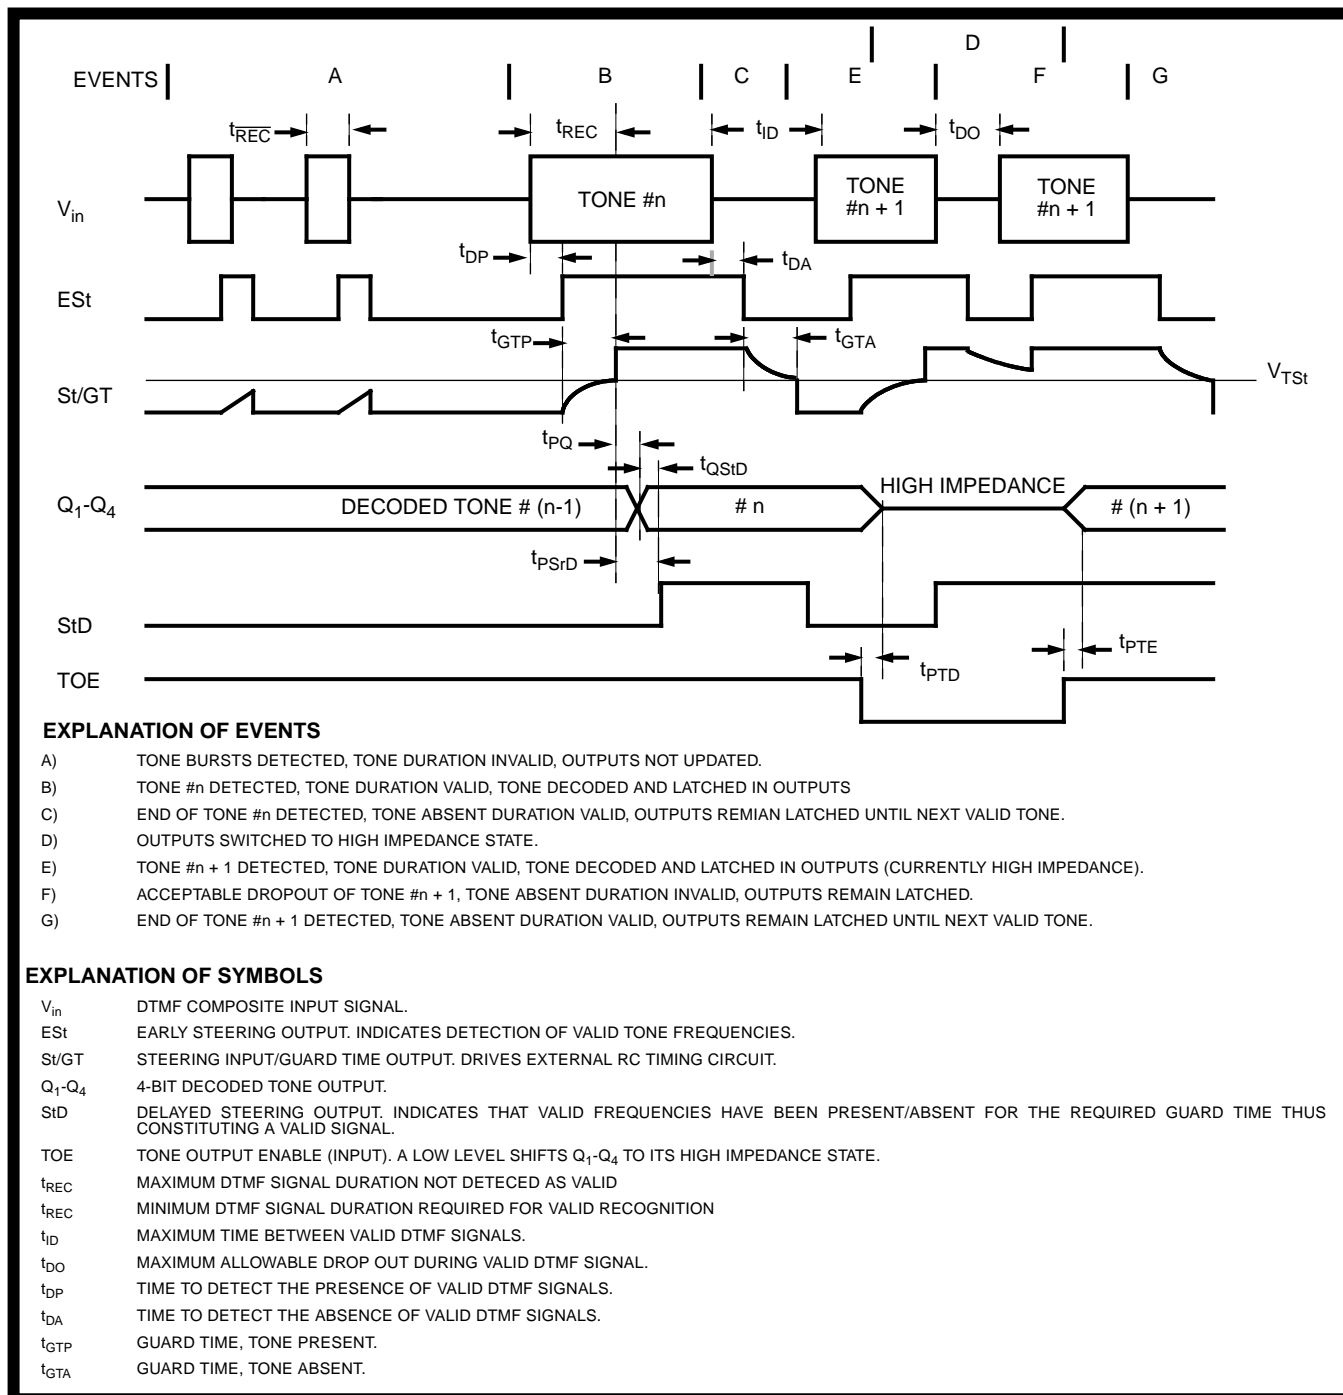 D
EVENTS A B C E F G
tREC tREC tID tDO
Vin TONE #n TONE #n + 1 TONE #n + 1
tDP tDA
ESt
tGTP tGTA
St/GT VTSt
tPQ tQStD
Q1-Q4 DECODED TONE # (n-1) # n HIGH IMPEDANCE # (n + 1)
tPSrD
StD
tPTD tPTE
TOE
EXPLANATION OF EVENTS
A) TONE BURSTS DETECTED, TONE DURATION INVALID, OUTPUTS NOT UPDATED.
B) TONE #n DETECTED, TONE DURATION VALID, TONE DECODED AND LATCHED IN OUTPUTS
C) END OF TONE #n DETECTED, TONE ABSENT DURATION VALID, OUTPUTS REMIAN LATCHED UNTIL NEXT VALID TONE.
D) OUTPUTS SWITCHED TO HIGH IMPEDANCE STATE.
E) TONE #n + 1 DETECTED, TONE DURATION VALID, TONE DECODED AND LATCHED IN OUTPUTS (CURRENTLY HIGH IMPEDANCE).
F) ACCEPTABLE DROPOUT OF TONE #n + 1, TONE ABSENT DURATION INVALID, OUTPUTS REMAIN LATCHED.
G) END OF TONE #n + 1 DETECTED, TONE ABSENT DURATION VALID, OUTPUTS REMAIN LATCHED UNTIL NEXT VALID TONE.
EXPLANATION OF SYMBOLS
Vin DTMF COMPOSITE INPUT SIGNAL.
ESt EARLY STEERING OUTPUT. INDICATES DETECTION OF VALID TONE FREQUENCIES.
St/GT STEERING INPUT/GUARD TIME OUTPUT. DRIVES EXTERNAL RC TIMING CIRCUIT.
Q1-Q4 4-BIT DECODED TONE OUTPUT.
StD DELAYED STEERING OUTPUT. INDICATES THAT VALID FREQUENCIES HAVE BEEN PRESENT/ABSENT FOR THE REQUIRED GUARD TIME THUS
CONSTITUTING A VALID SIGNAL.
TOE TONE OUTPUT ENABLE (INPUT). A LOW LEVEL SHIFTS Q1-Q4 TO ITS HIGH IMPEDANCE STATE.
tREC MAXIMUM DTMF SIGNAL DURATION NOT DETECED AS VALID
tREC MINIMUM DTMF SIGNAL DURATION REQUIRED FOR VALID RECOGNITION
tID MAXIMUM TIME BETWEEN VALID DTMF SIGNALS.
tDO MAXIMUM ALLOWABLE DROP OUT DURING VALID DTMF SIGNAL.
tDP TIME TO DETECT THE PRESENCE OF VALID DTMF SIGNALS.
tDA TIME TO DETECT THE ABSENCE OF VALID DTMF SIGNALS.
tGTP GUARD TIME, TONE PRESENT.
tGTA GUARD TIME, TONE ABSENT.